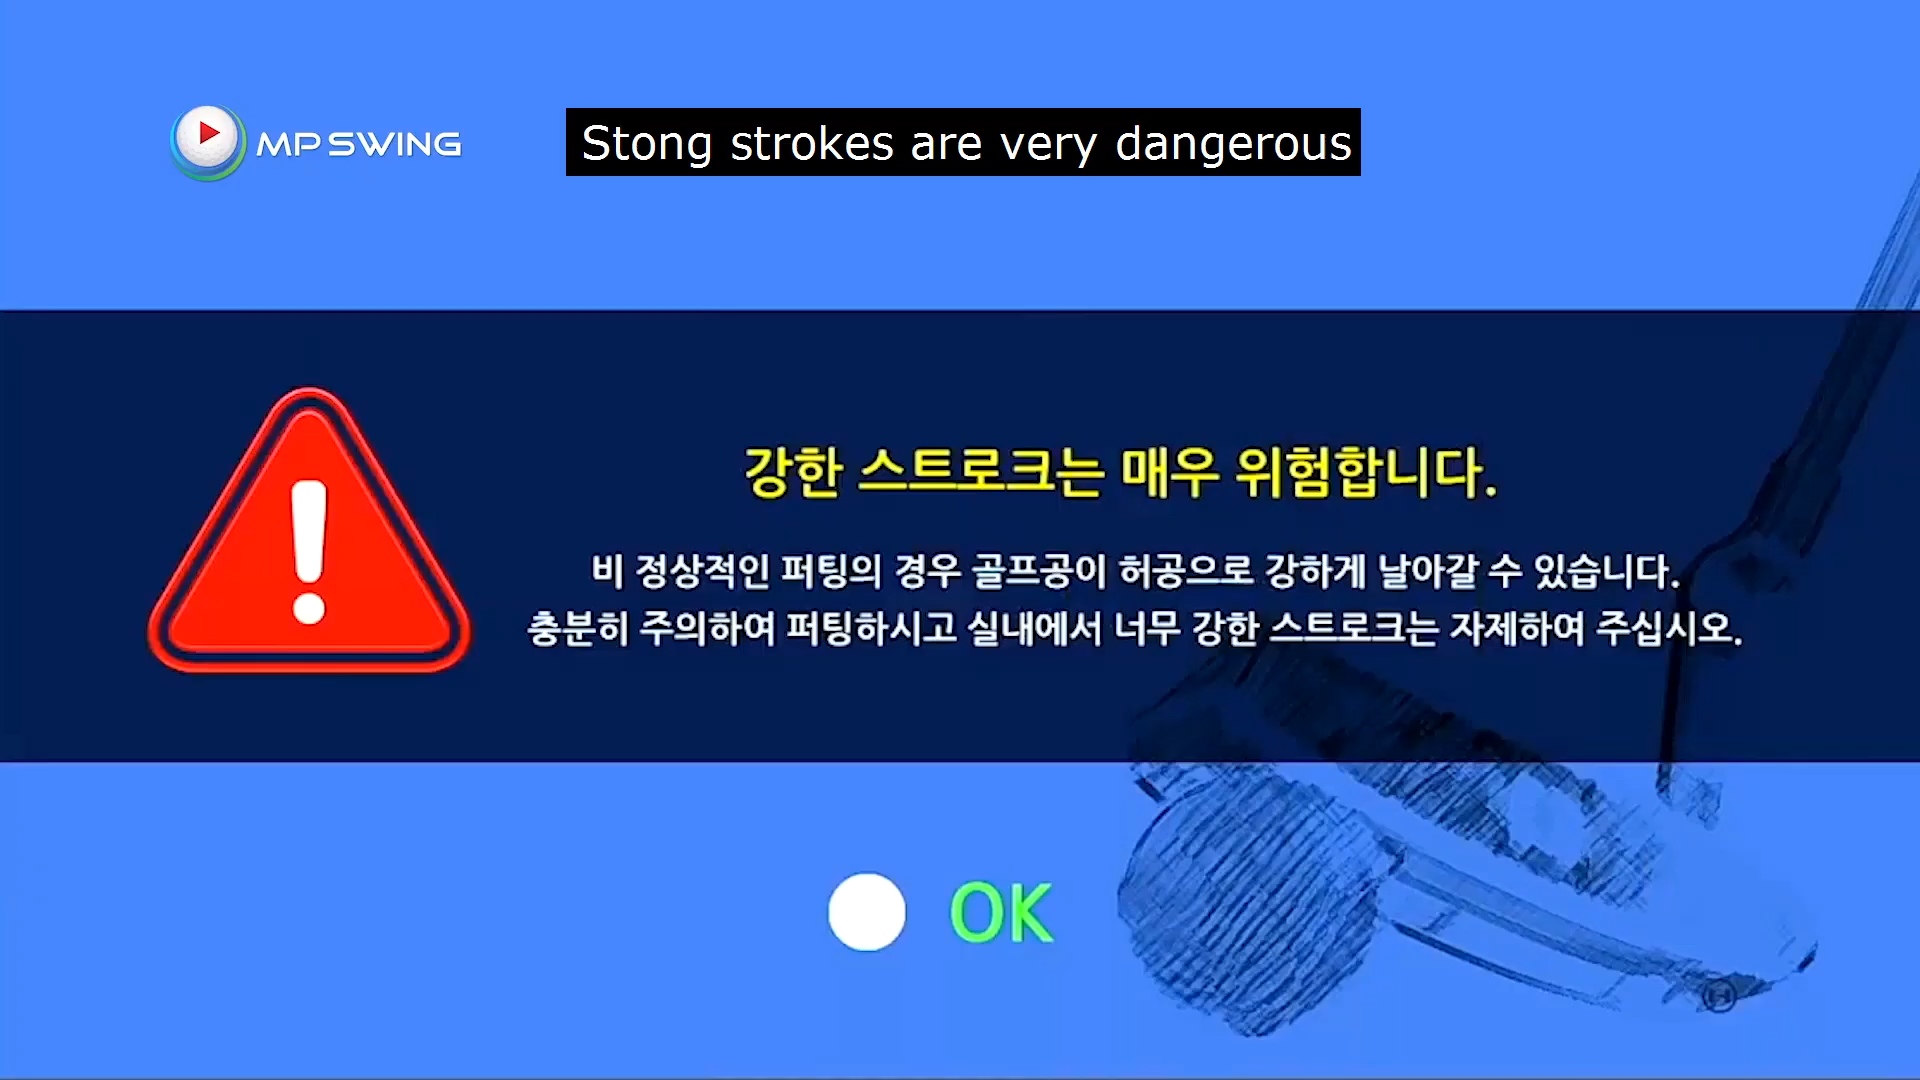 MP SWING
Stong strokes are very dangerous
강한 스트로크는 매우 위험합니다.
비 정상적인 퍼팅의 경우 골프공이 허공으로 강하게 날아갈 수 있습니다.
충분히 주의하여 퍼팅하시고 실내에서 너무 강한 스트로크는 자제하여 주십시오.
OK